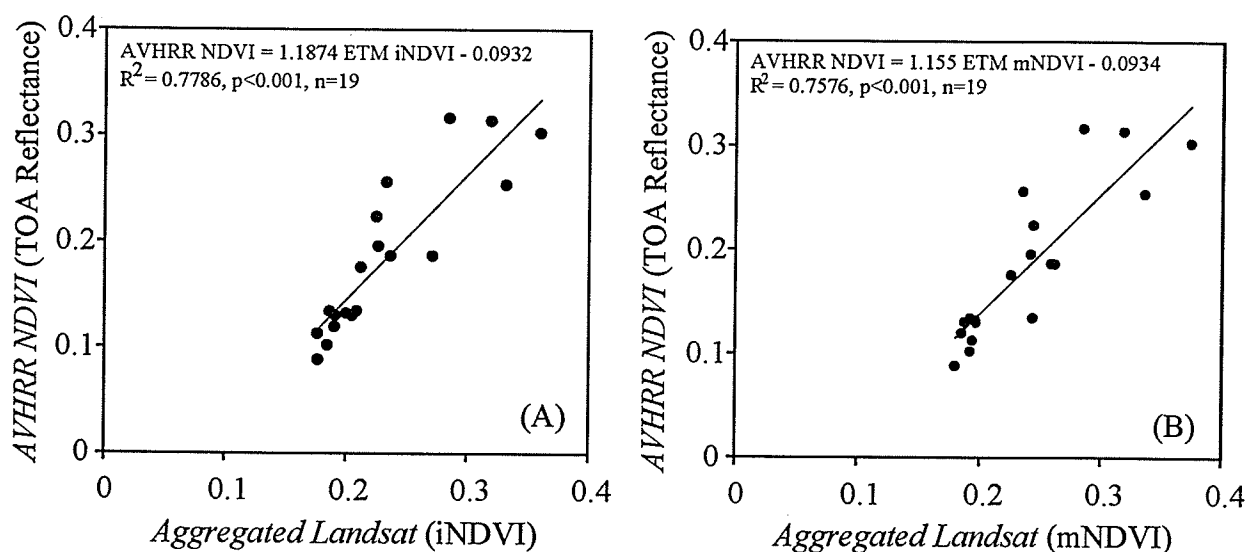 AVHRR NDVI = 1.1874 ETM iNDVI - 0.0932
R² = 0.7786, p<0.001, n=19
AVHRR NDVI (TOA Reflectance)
0.4
0.3
0.2
0.1
0
(A)
0 0.1 0.2 0.3 0.4
Aggregated Landsat (iNDVI)
AVHRR NDVI = 1.155 ETM mNDVI - 0.0934
R² = 0.7576, p<0.001, n=19
AVHRR NDVI (TOA Reflectance)
0.4
0.3
0.2
0.1
0
(B)
0 0.1 0.2 0.3 0.4
Aggregated Landsat (mNDVI)